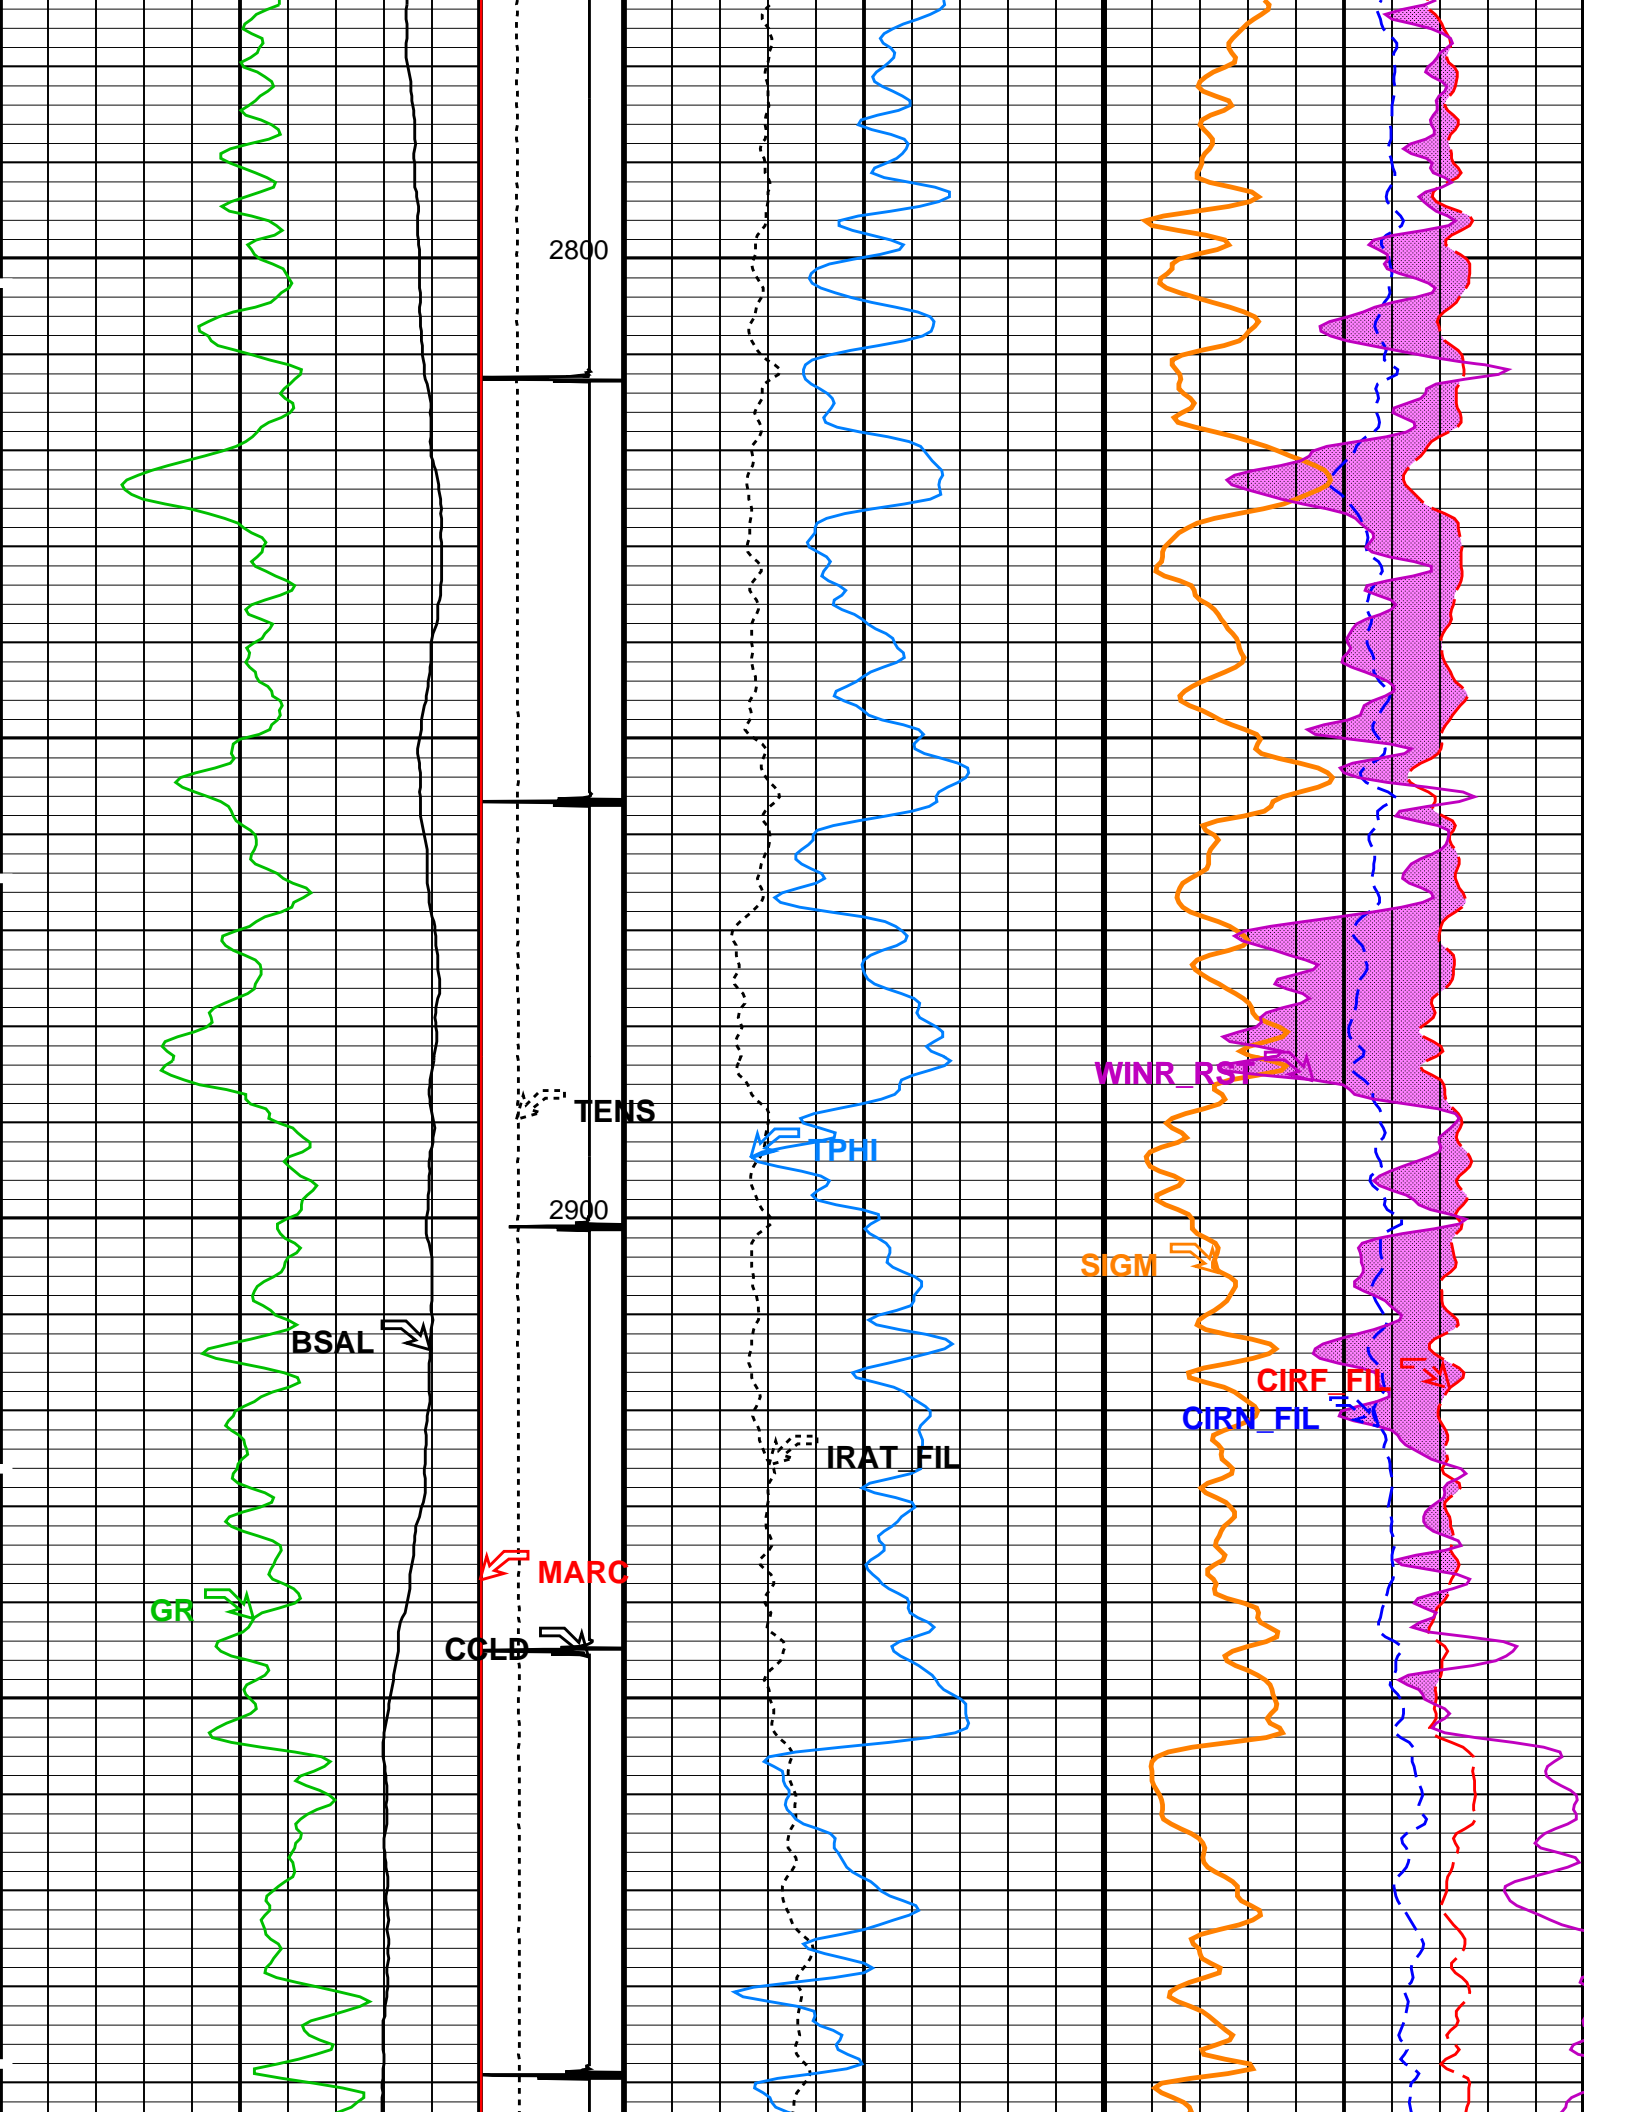 2800
WINR_RST
TENS
TPHI
2900
SIGM
BSAL
CIRF_FIL
CIRN_FIL
IRAT_FIL
MARC
GR
CCLD